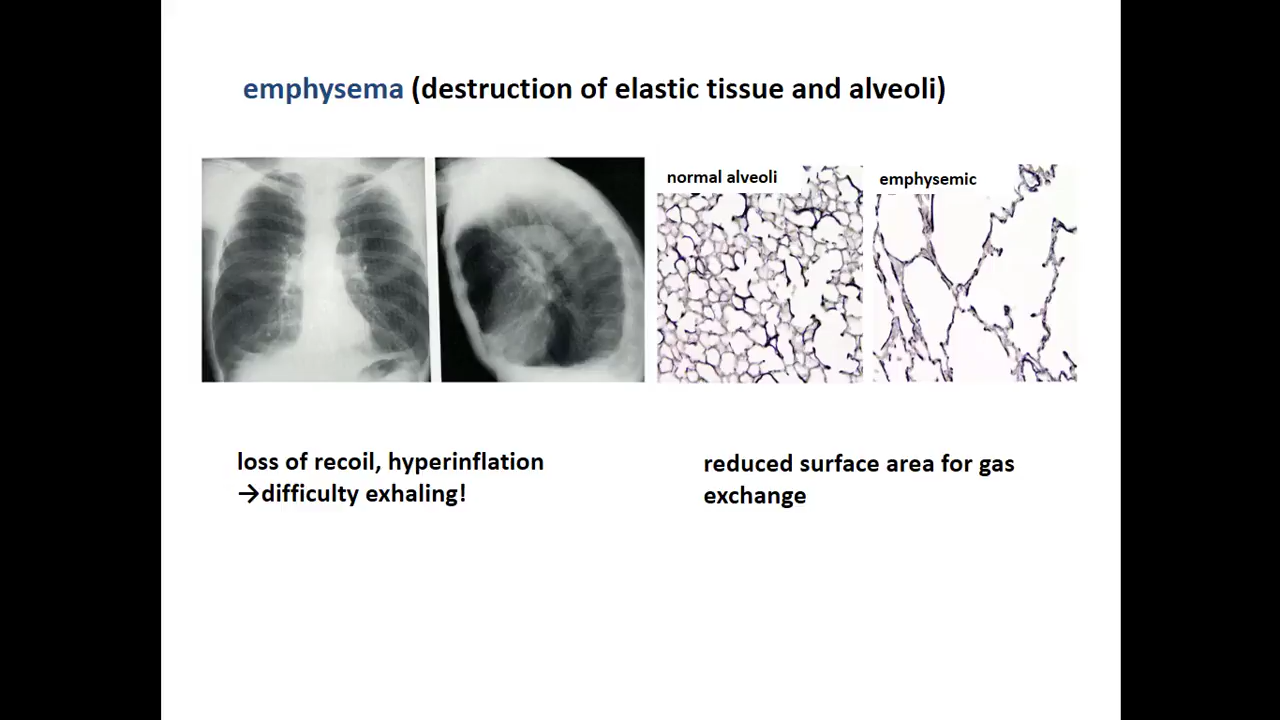 emphysema (destruction of elastic tissue and alveoli)
normal alveoli
emphysemic
loss of recoil, hyperinflation
→difficulty exhaling!
reduced surface area for gas
exchange